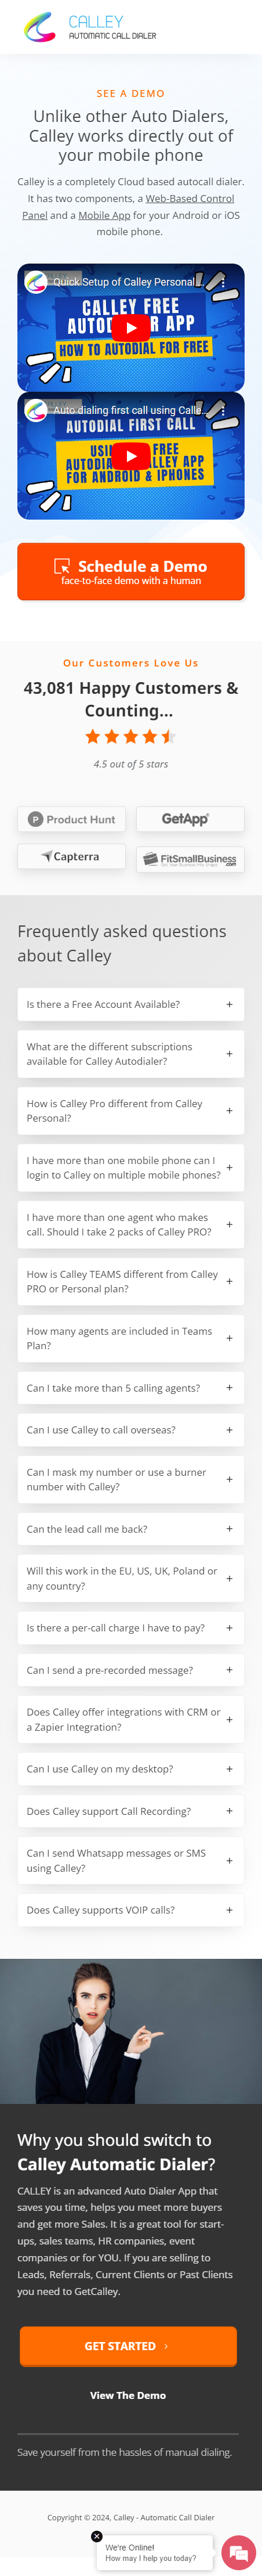 CALLEY
AUTOMATIC CALL DIALER
SEE A DEMO
Unlike other Auto Dialers,
Calley works directly out of
your mobile phone
Calley is a completely Cloud based autocall dialer.
It has two components, a Web-Based Control
Panel and a Mobile App for your Android or iOS
mobile phone.
Quick Setup of Calley Personal...
CALLEY FREE
HOW TO AUTODIAL FOR FREE
Auto dialing first call using Calle...
AUTODIAL FIRST CALL
FOR ANDROID & IPHONES
Schedule a Demo
face-to-face demo with a human
Our Customers Love Us
43,081 Happy Customers &
Counting...
4.5 out of 5 stars
Product Hunt
GetApp
Capterra
FitSmallBusiness
.com
Frequently asked questions
about Calley
Is there a Free Account Available?
+
What are the different subscriptions
available for Calley Autodialer?
+
How is Calley Pro different from Calley
Personal?
+
I have more than one mobile phone can I
login to Calley on multiple mobile phones?
+
I have more than one agent who makes
call. Should I take 2 packs of Calley PRO?
+
How is Calley TEAMS different from Calley
PRO or Personal plan?
+
How many agents are included in Teams
Plan?
+
Can I take more than 5 calling agents?
+
Can I use Calley to call overseas?
+
Can I mask my number or use a burner
number with Calley?
+
Can the lead call me back?
+
Will this work in the EU, US, UK, Poland or
any country?
+
Is there a per-call charge I have to pay?
+
Can I send a pre-recorded message?
+
Does Calley offer integrations with CRM or
a Zapier Integration?
+
Can I use Calley on my desktop?
+
Does Calley support Call Recording?
+
Can I send Whatsapp messages or SMS
using Calley?
+
Does Calley supports VOIP calls?
+
Why you should switch to
Calley Automatic Dialer?
CALLEY is an advanced Auto Dialer App that
saves you time, helps you meet more buyers
and get more Sales. It is a great tool for start-
ups, sales teams, HR companies, event
companies or for YOU. If you are selling to
Leads, Referrals, Current Clients or Past Clients
you need to GetCalley.
GET STARTED
View The Demo
Save yourself from the hassles of manual dialing.
Copyright © 2024, Calley - Automatic Call Dialer
We're Online!
How may I help you today?